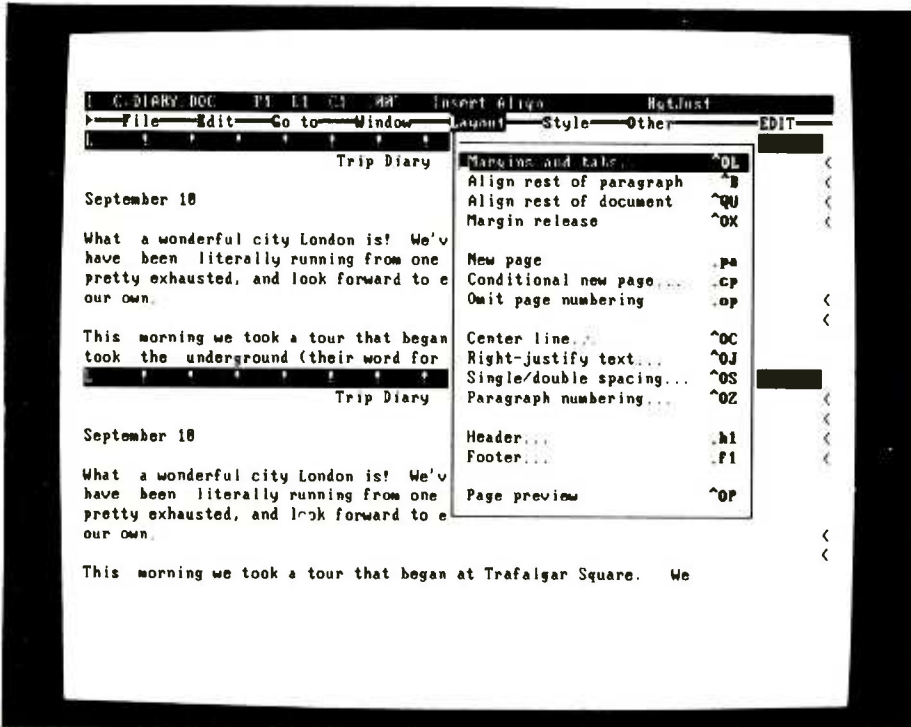 C:DIARY.DOC P1 L1 C1 .00" Insert Align RgtJust
File Edit Go to Window Layout Style Other EDIT
L ! ! ! ! ! ! !
Trip Diary <
September 18
What a wonderful city London is! We'v
have been literally running from one
pretty exhausted, and look forward to e
our own. <
<
This morning we took a tour that began
took the underground (their word for
Margins and tabs... ^OL
Align rest of paragraph ^B
Align rest of document ^QU
Margin release ^OX
New page .pa
Conditional new page... .cp
Omit page numbering .op
Center line... ^OC
Right-justify text... ^OJ
Single/double spacing... ^OS
Paragraph numbering... ^OZ
Header... .h1
Footer... .f1
Page preview ^OP
L ! ! ! ! ! ! !
Trip Diary <
<
September 18 <
<
What a wonderful city London is! We'v
have been literally running from one
pretty exhausted, and look forward to e
our own. <
<
This morning we took a tour that began at Trafalgar Square. We